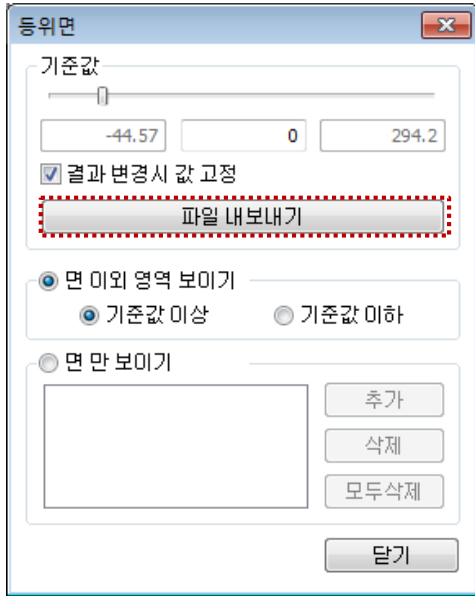 등위면
기준값
-44.57 0 294.2
결과 변경시 값 고정
파일 내보내기
면 이외 영역 보이기
기준값 이상 기준값 이하
면 만 보이기
추가
삭제
모두삭제
닫기